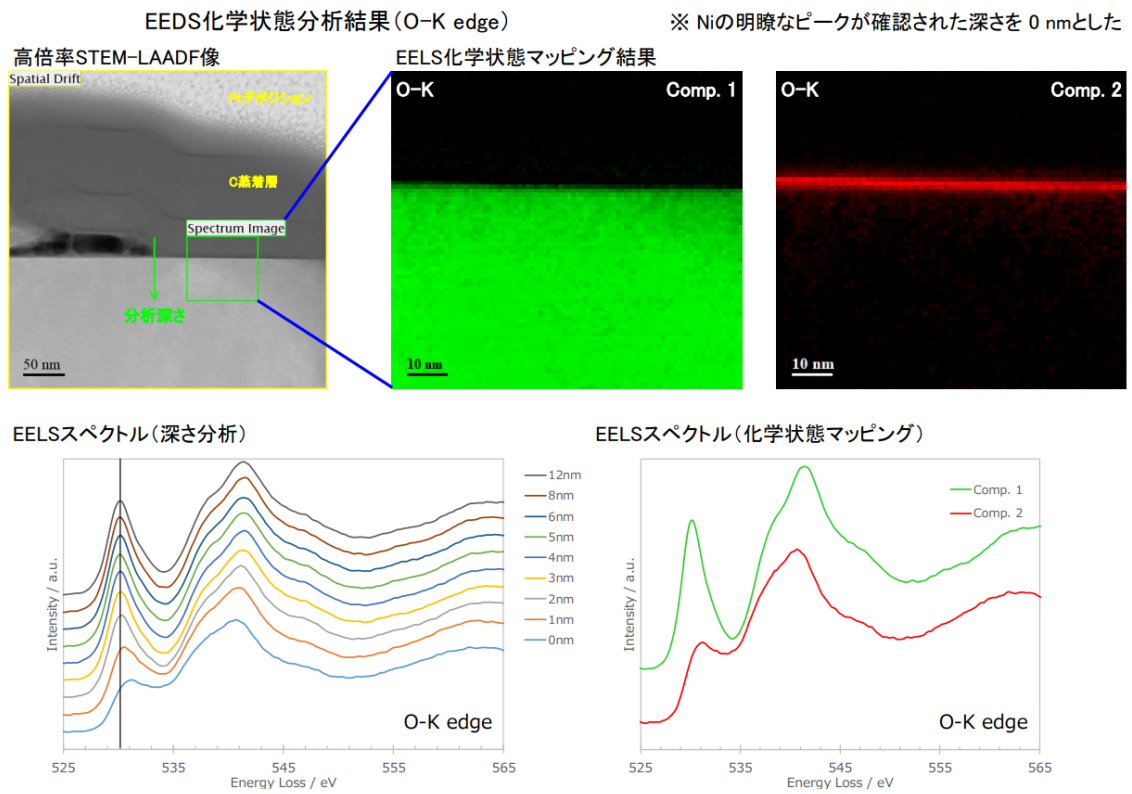 EEDS化学状態分析結果(O-K edge)
※ Niの明瞭なピークが確認された深さを 0 nmとした
高倍率STEM-LAADF像
EELS化学状態マッピング結果
Spatial Drift
Ptデポジション
C蒸着層
Spectrum Image
分析深さ
50 nm
O-K
Comp. 1
10 nm
O-K
Comp. 2
10 nm
EELSスペクトル(深さ分析)
Intensity / a.u.
12nm
8nm
6nm
5nm
4nm
3nm
2nm
1nm
0nm
O-K edge
525
535
545
555
565
Energy Loss / eV
EELSスペクトル(化学状態マッピング)
Intensity / a.u.
Comp. 1
Comp. 2
O-K edge
525
535
545
555
565
Energy Loss / eV